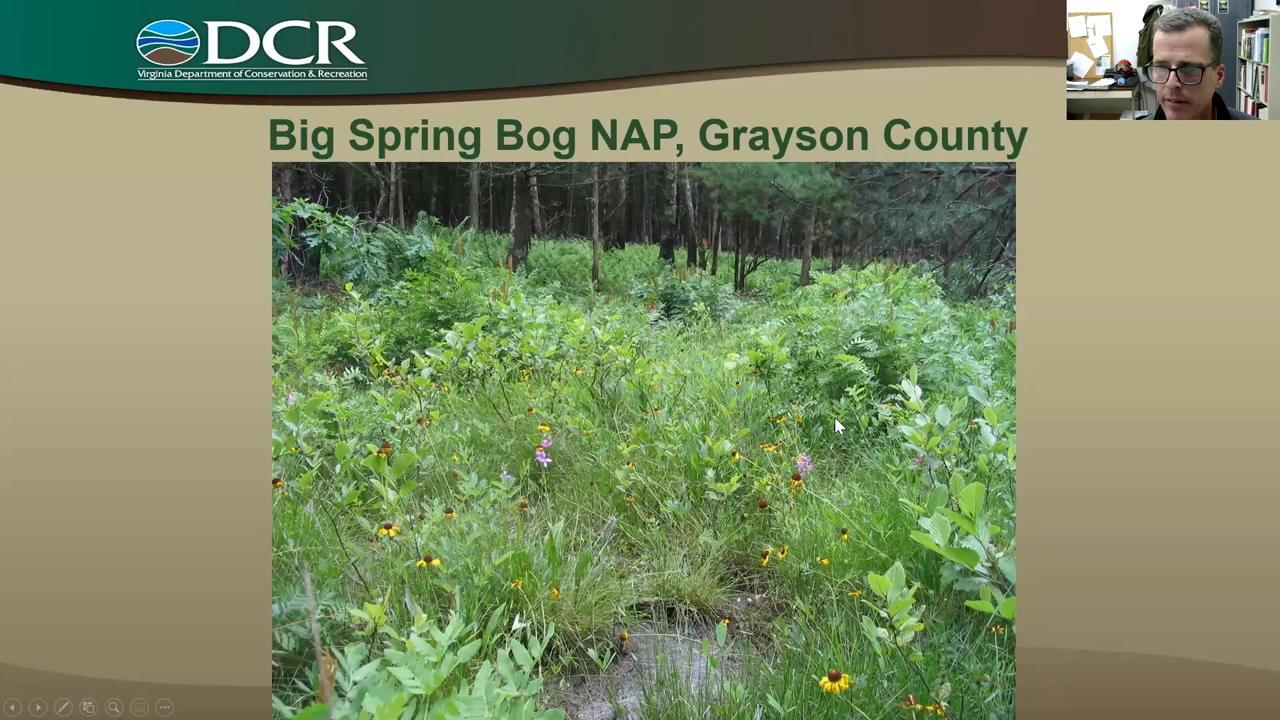 DCR
Virginia Department of Conservation & Recreation
Big Spring Bog NAP, Grayson County